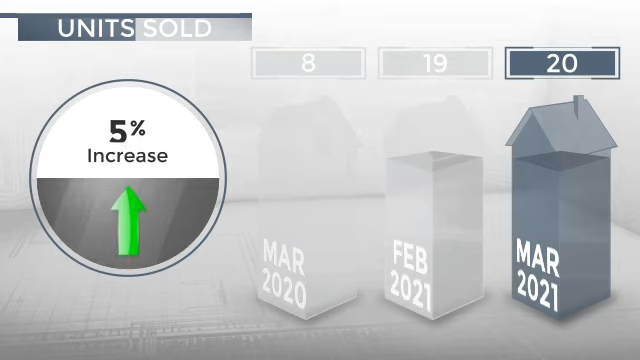 UNITS SOLD
8
19
20
5%
Increase
MAR
2020
FEB
2021
MAR
2021